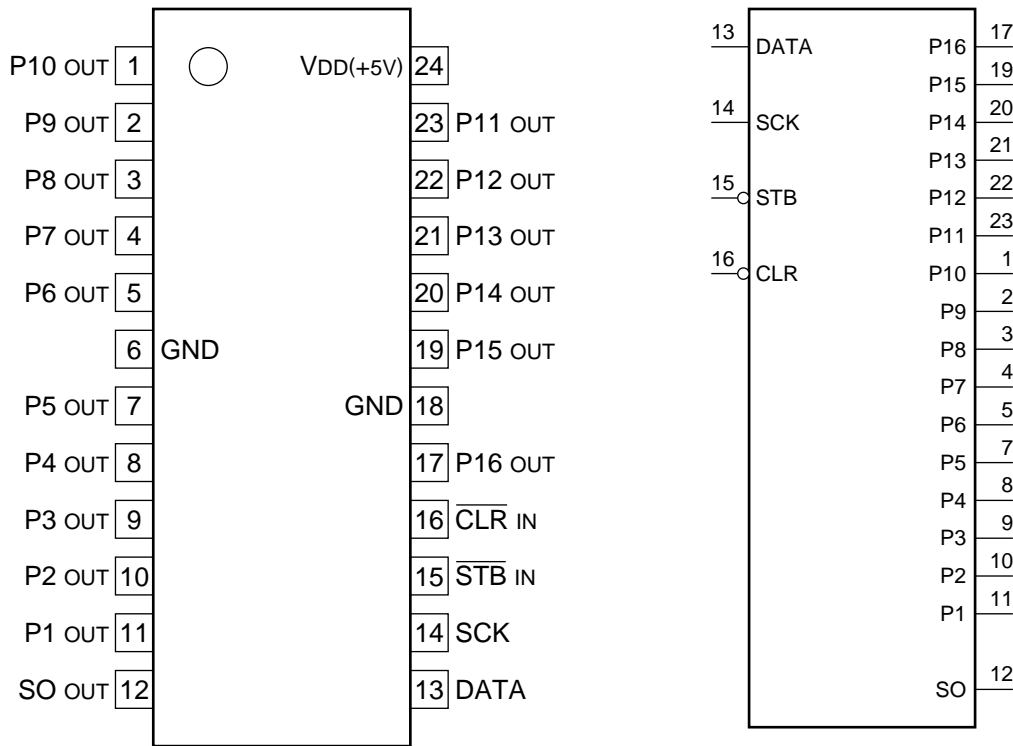 P10 OUT 1 VDD(+5V) 24
P9 OUT 2 23 P11 OUT
P8 OUT 3 22 P12 OUT
P7 OUT 4 21 P13 OUT
P6 OUT 5 20 P14 OUT
6 GND 19 P15 OUT
P5 OUT 7 GND 18
P4 OUT 8 17 P16 OUT
P3 OUT 9 16 CLR IN
P2 OUT 10 15 STB IN
P1 OUT 11 14 SCK
SO OUT 12 13 DATA
13 DATA P16 17
P15 19
14 SCK P14 20
P13 21
15 STB P12 22
P11 23
16 CLR P10 1
P9 2
P8 3
P7 4
P6 5
P5 7
P4 8
P3 9
P2 10
P1 11
SO 12